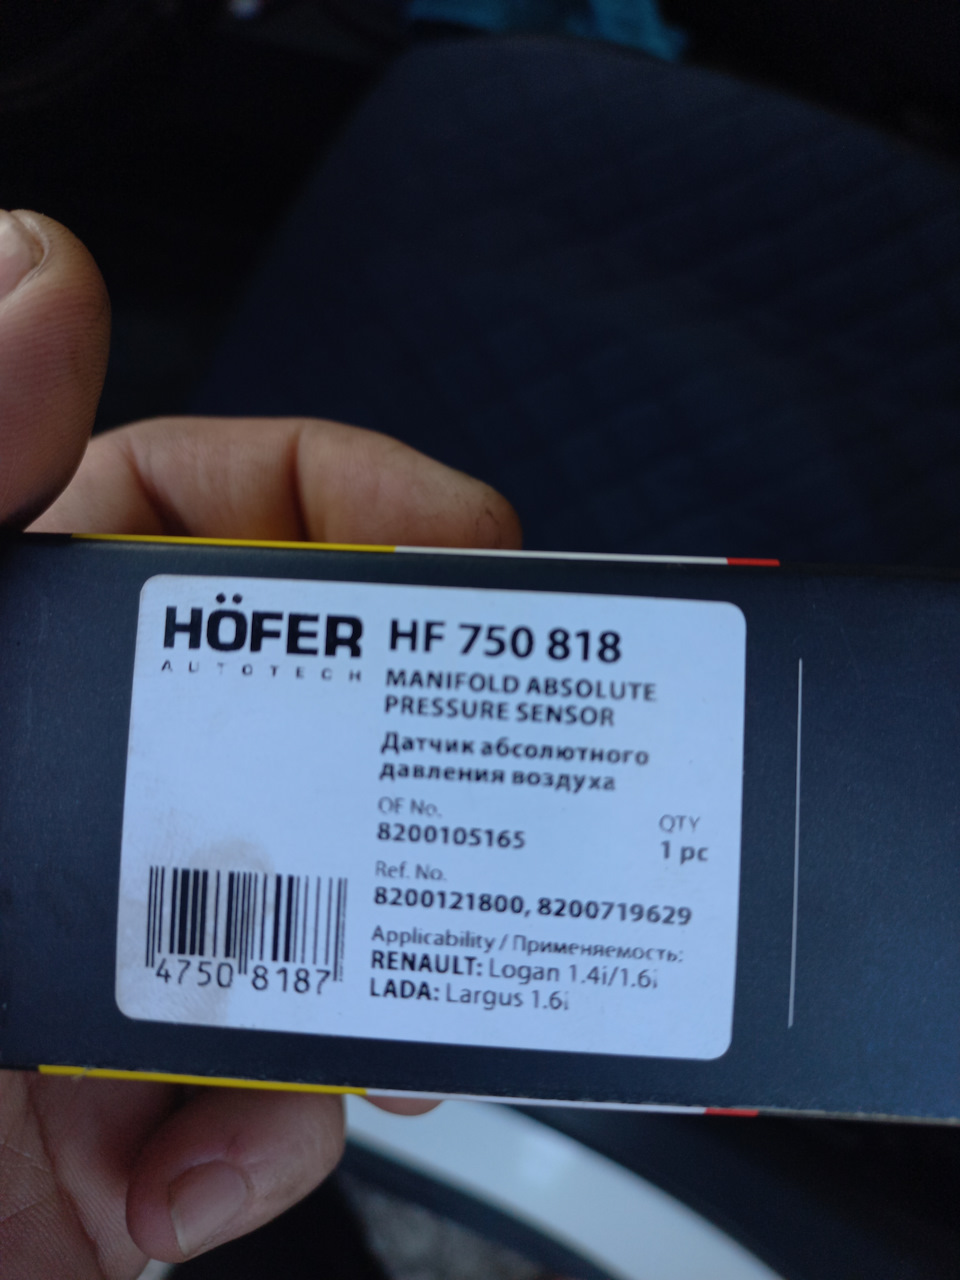 HÖFER
AUTOTECH
HF 750 818
MANIFOLD ABSOLUTE
PRESSURE SENSOR
Датчик абсолютного
давления воздуха
OE No.
8200105165
QTY
1 pc
Ref. No.
8200121800, 8200719629
Applicability / Применяемость:
RENAULT: Logan 1.4i/1.6i
LADA: Largus 1.6i
4750 8187